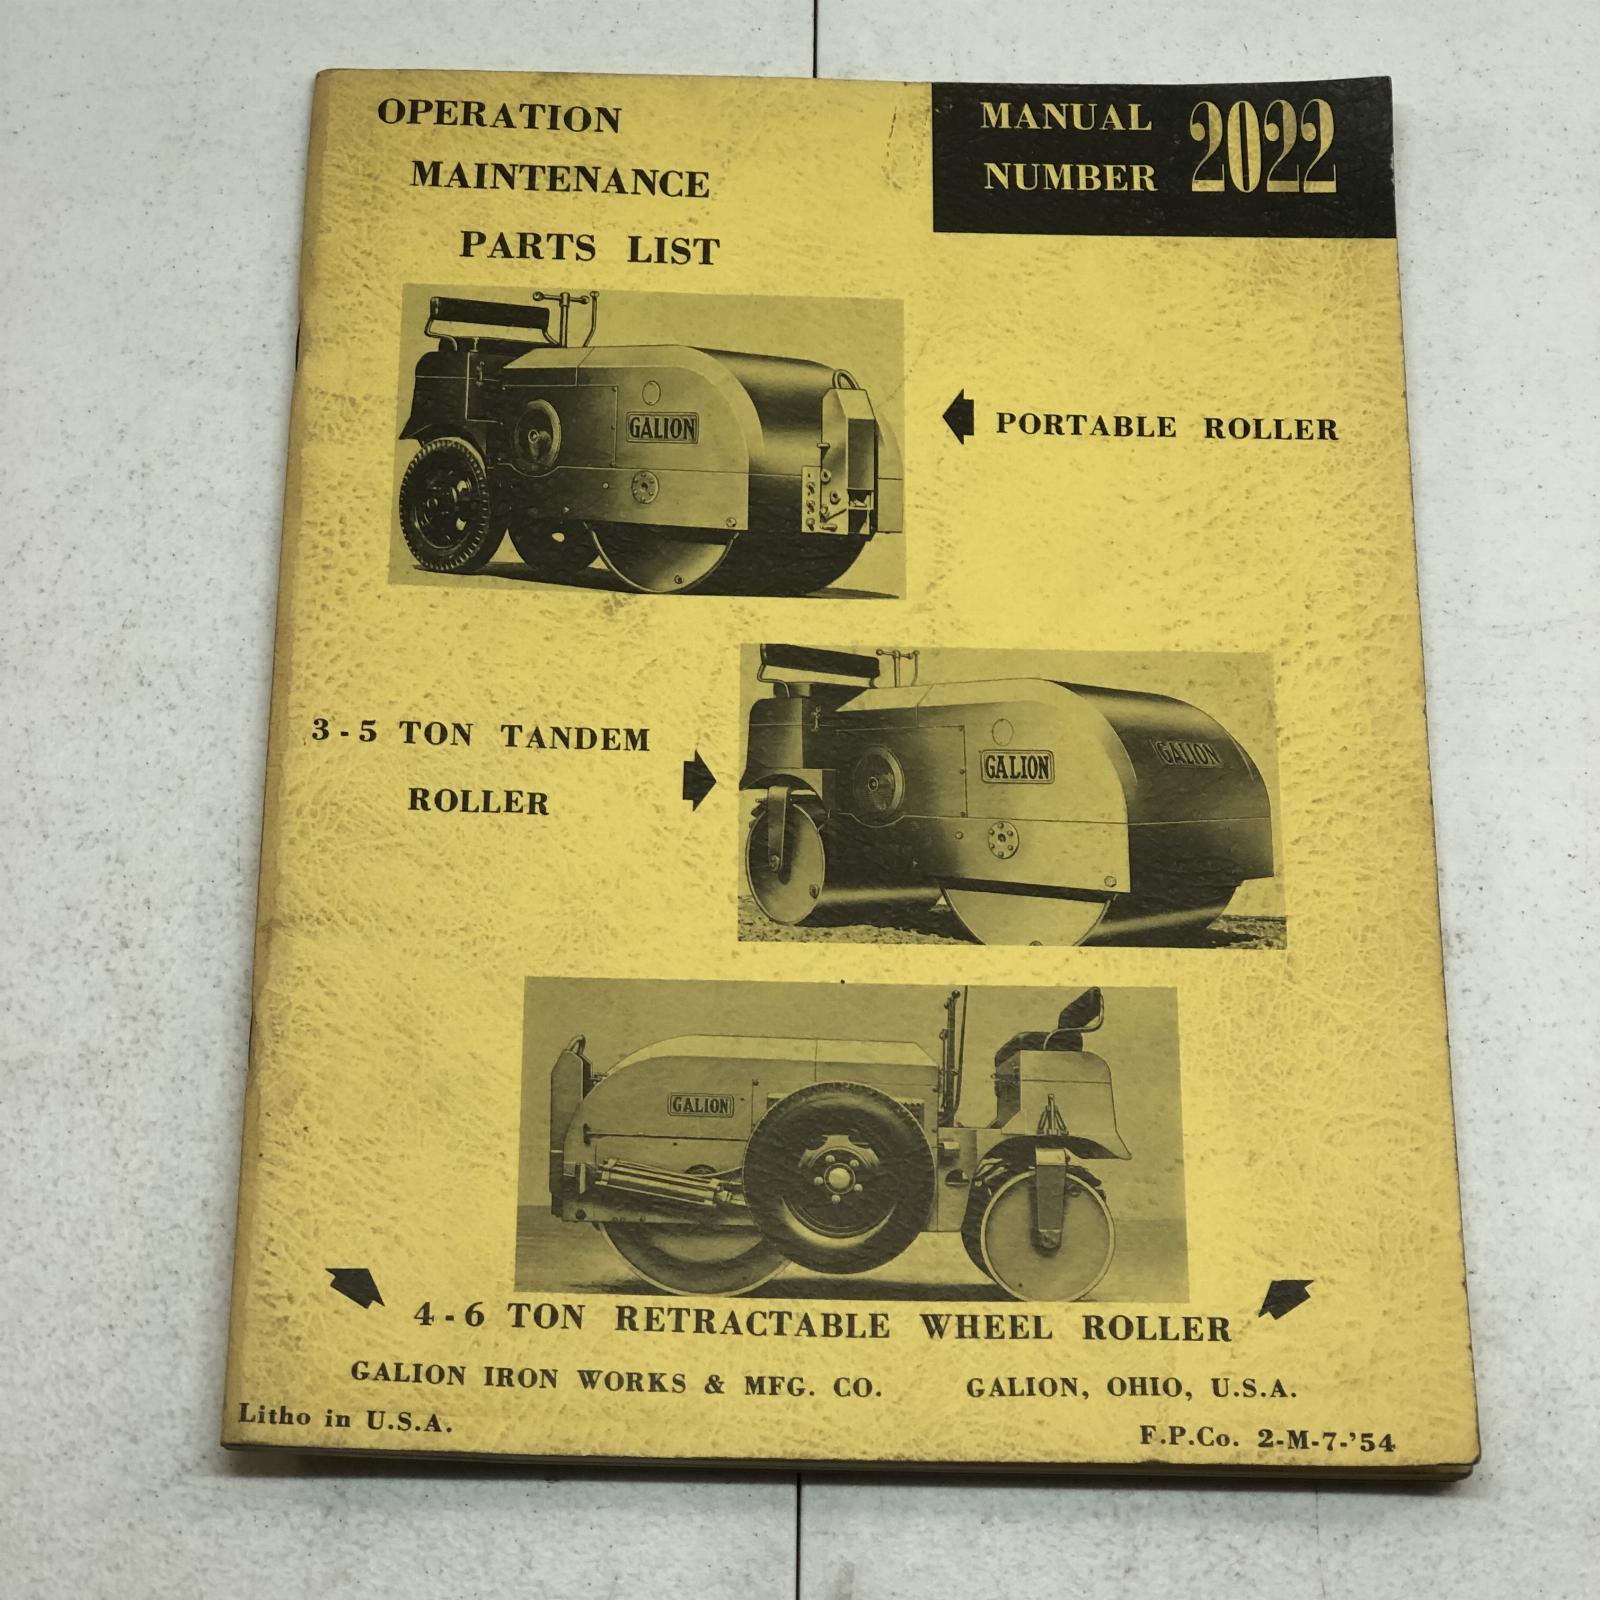 OPERATION
MAINTENANCE
PARTS LIST
MANUAL
NUMBER 2022
GALION
PORTABLE ROLLER
3-5 TON TANDEM
ROLLER
GALION
GALION
GALION
4-6 TON RETRACTABLE WHEEL ROLLER
GALION IRON WORKS & MFG. CO. GALION, OHIO, U.S.A.
Litho in U.S.A.
F.P.Co. 2-M-7-'54